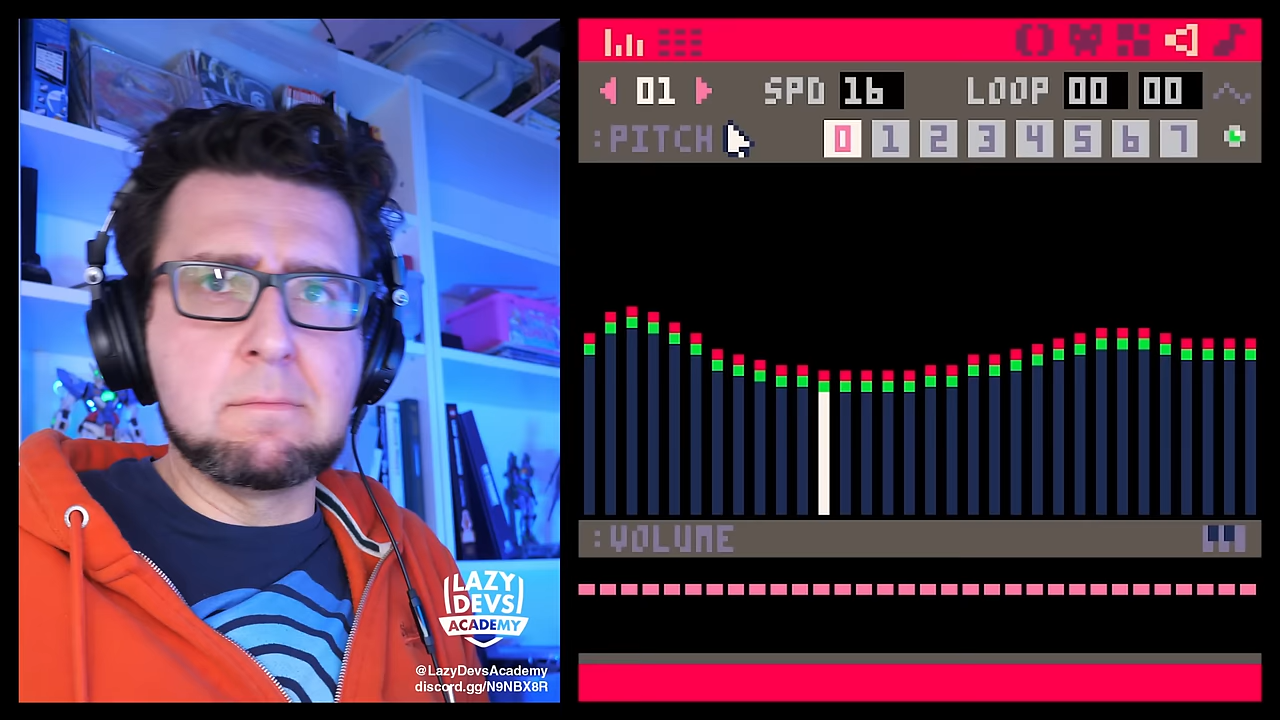 01 SPD 16 LOOP 00 00
:PITCH 0 1 2 3 4 5 6 7
:VOLUME
LAZY
DEVS
ACADEMY
@LazyDevsAcademy
discord.gg/N9NBX8R